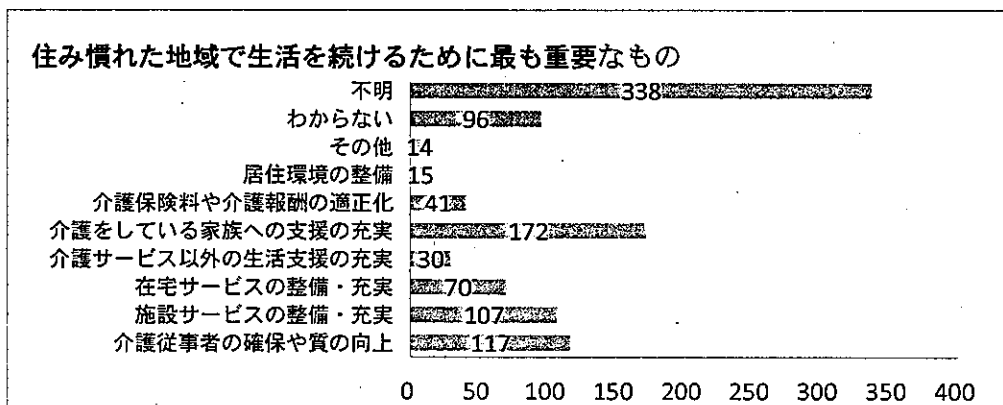 住み慣れた地域で生活を続けるために最も重要なもの
不明 338
わからない 96
その他 14
居住環境の整備 15
介護保険料や介護報酬の適正化 41
介護をしている家族への支援の充実 172
介護サービス以外の生活支援の充実 30
在宅サービスの整備・充実 70
施設サービスの整備・充実 107
介護従事者の確保や質の向上 117
0 50 100 150 200 250 300 350 400